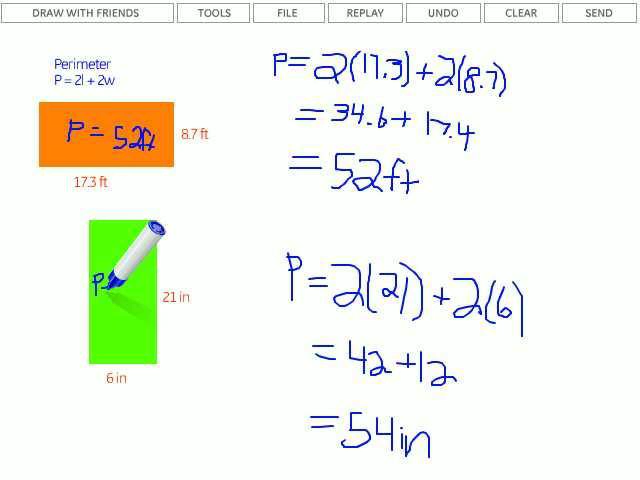 DRAW WITH FRIENDS TOOLS FILE REPLAY UNDO CLEAR SEND
Perimeter
P = 2l + 2w
P = 52ft
8.7 ft
17.3 ft
P=2(17.3)+2(8.7)
=34.6+17.4
=52ft
P
21 in
6 in
P=2(21)+2(6)
=42+12
=54in